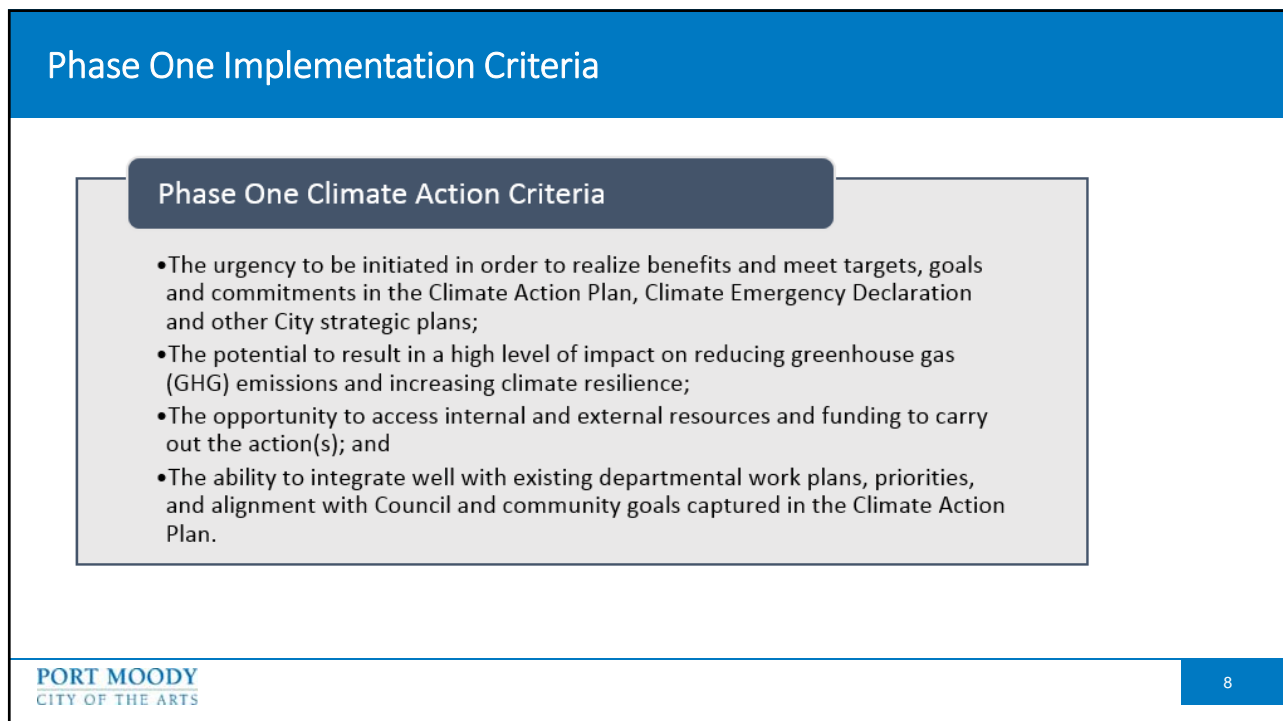 Phase One Implementation Criteria
Phase One Climate Action Criteria
•The urgency to be initiated in order to realize benefits and meet targets, goals
and commitments in the Climate Action Plan, Climate Emergency Declaration
and other City strategic plans;
•The potential to result in a high level of impact on reducing greenhouse gas
(GHG) emissions and increasing climate resilience;
•The opportunity to access internal and external resources and funding to carry
out the action(s); and
•The ability to integrate well with existing departmental work plans, priorities,
and alignment with Council and community goals captured in the Climate Action
Plan.
PORT MOODY
CITY OF THE ARTS
8